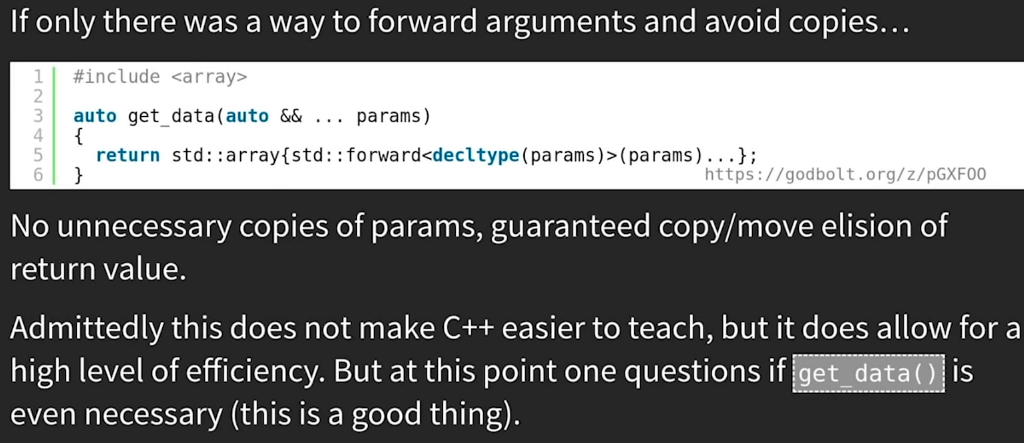 If only there was a way to forward arguments and avoid copies…
1 #include <array>
2
3 auto get_data(auto && ... params)
4 {
5 return std::array{std::forward<decltype(params)>(params)...};
6 }
https://godbolt.org/z/pGXFOO
No unnecessary copies of params, guaranteed copy/move elision of
return value.
Admittedly this does not make C++ easier to teach, but it does allow for a
high level of efficiency. But at this point one questions if get_data() is
even necessary (this is a good thing).